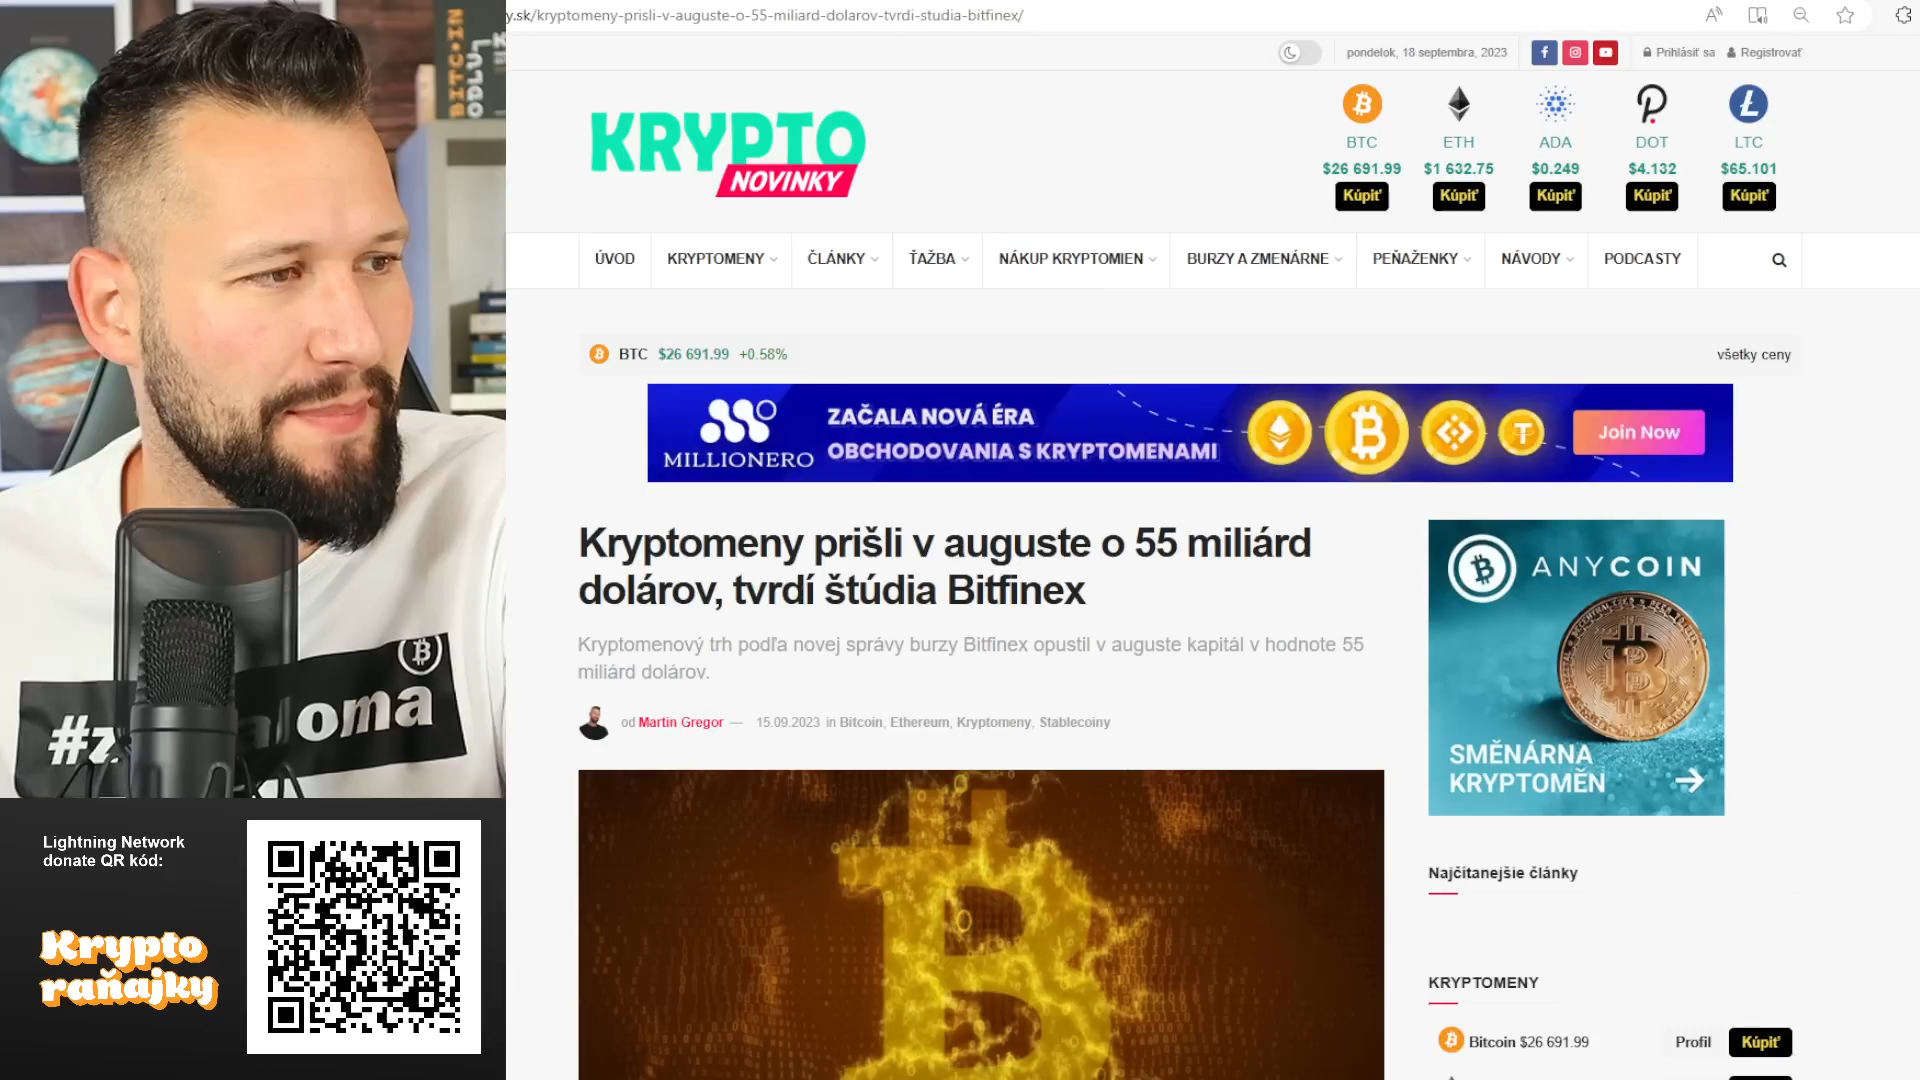 y.sk/kryptomeny-prisli-v-auguste-o-55-miliard-dolarov-tvrdi-studia-bitfinex/
pondelok, 18 septembra, 2023
Prihlásiť sa
Registrovať
KRYPTO
NOVINKY
BTC
ETH
ADA
DOT
LTC
$26 691.99
$1 632.75
$0.249
$4.132
$65.101
Kúpiť
Kúpiť
Kúpiť
Kúpiť
Kúpiť
ÚVOD
KRYPTOMENY
ČLÁNKY
ŤAŽBA
NÁKUP KRYPTOMIEN
BURZY A ZMENÁRNE
PEŇAŽENKY
NÁVODY
PODCASTY
BTC $26 691.99 +0.58%
všetky ceny
MILLIONERO
ZAČALA NOVÁ ÉRA
OBCHODOVANIA S KRYPTOMENAMI
Join Now
Kryptomeny prišli v auguste o 55 miliárd
dolárov, tvrdí štúdia Bitfinex
Kryptomenový trh podľa novej správy burzy Bitfinex opustil v auguste kapitál v hodnote 55
miliárd dolárov.
od Martin Gregor — 15.09.2023 in Bitcoin, Ethereum, Kryptomeny, Stablecoiny
ANYCOIN
SMĚNÁRNA
KRYPTOMĚN
Najčítanejšie články
KRYPTOMENY
Bitcoin $26 691.99
Profil
Kúpiť
BITCOIN
ODLU
#z
oma
Lightning Network
donate QR kód:
Krypto
raňajky